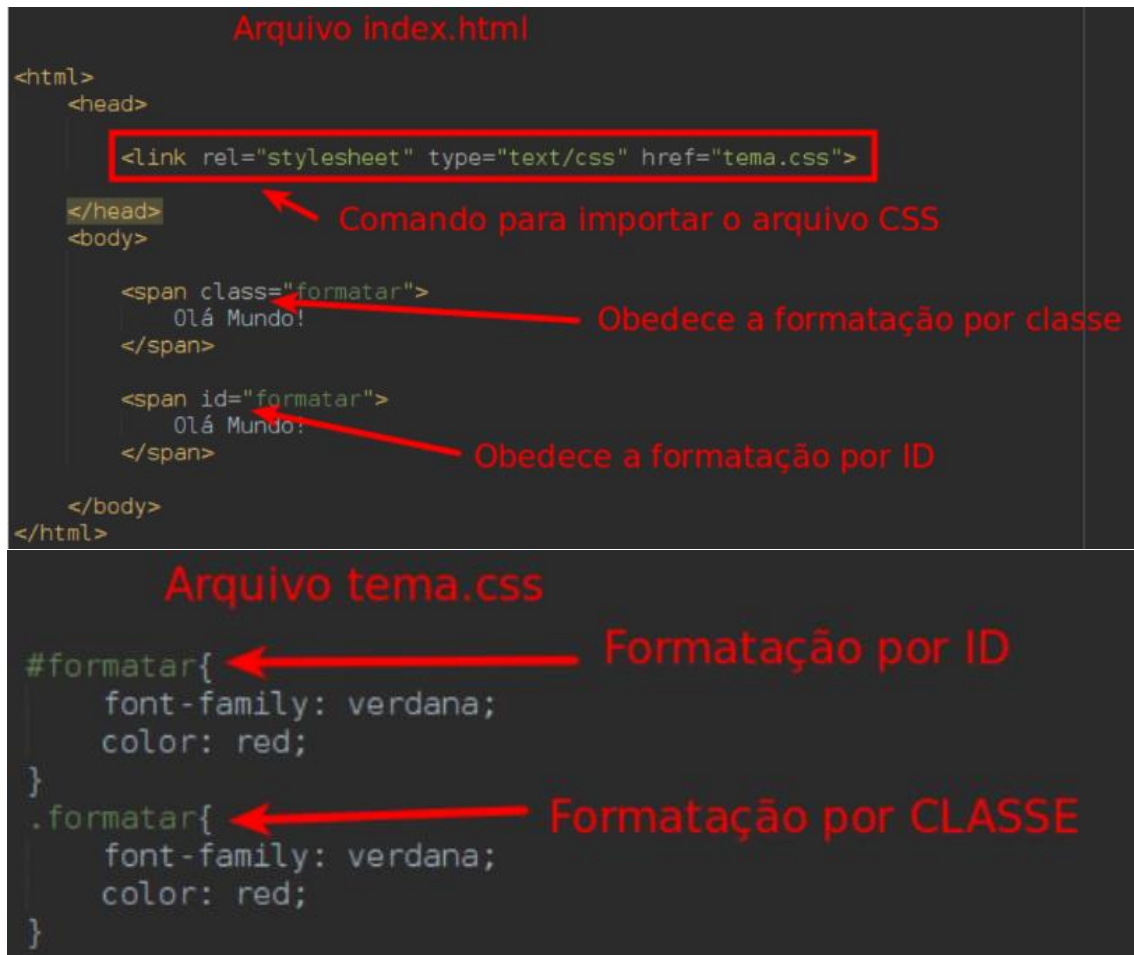 Arquivo index.html
<html>
<head>
<link rel="stylesheet" type="text/css" href="tema.css">
</head>
Comando para importar o arquivo CSS
<body>
<span class="formatar">
Olá Mundo!
Obedece a formatação por classe
</span>
<span id="formatar">
Olá Mundo!
</span>
Obedece a formatação por ID
</body>
</html>
Arquivo tema.css
Formatação por ID
#formatar{
font-family: verdana;
color: red;
}
.formatar{
Formatação por CLASSE
font-family: verdana;
color: red;
}